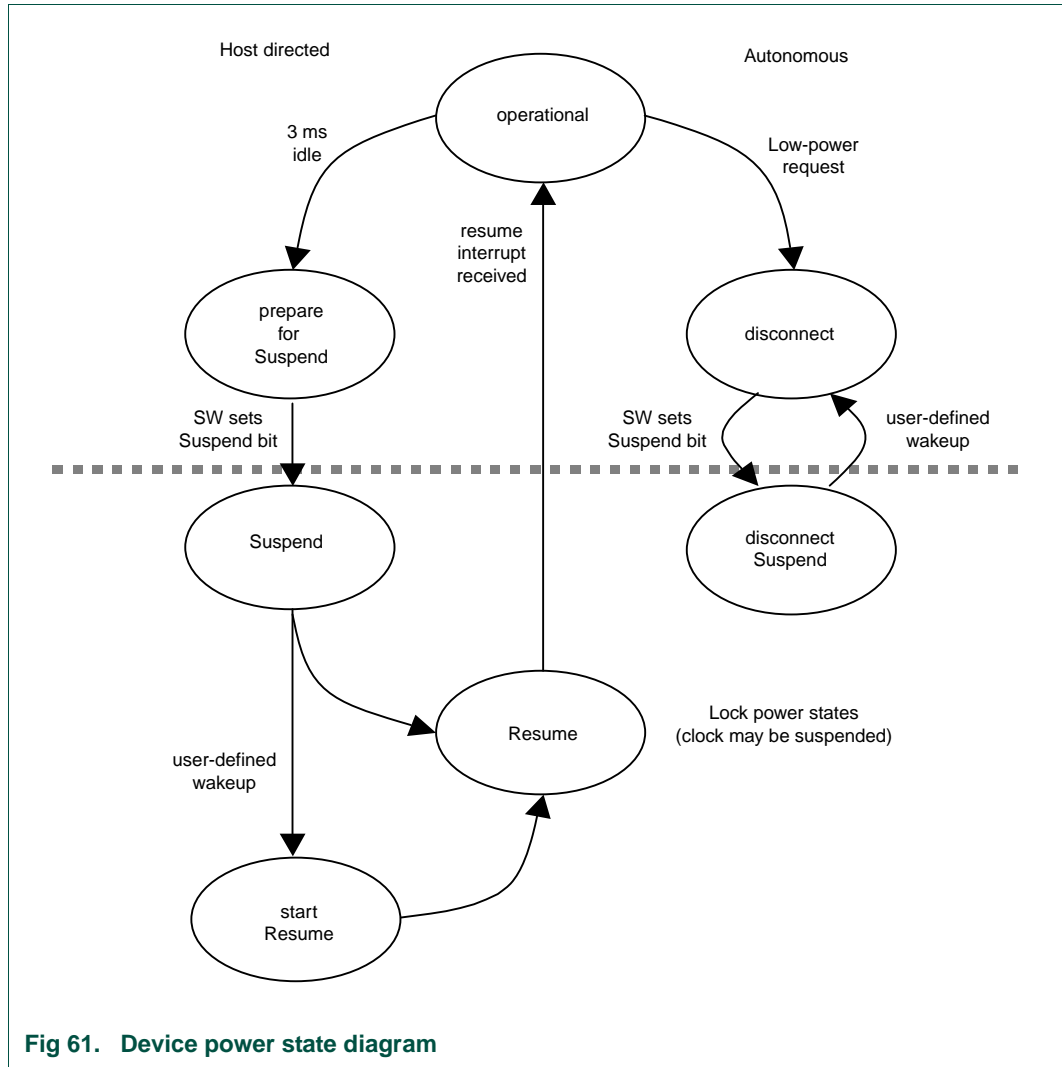 Host directed
Autonomous
operational
3 ms
idle
Low-power
request
resume
interrupt
received
prepare
for
Suspend
disconnect
SW sets
Suspend bit
SW sets
Suspend bit
user-defined
wakeup
Suspend
disconnect
Suspend
Resume
Lock power states
(clock may be suspended)
user-defined
wakeup
start
Resume
Fig 61. Device power state diagram